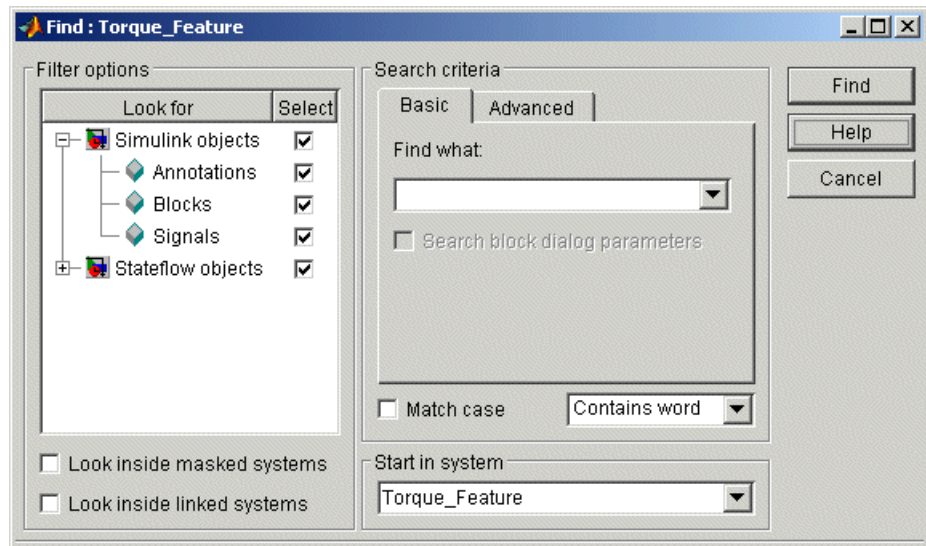 Find : Torque_Feature
Filter options
Look for Select
Simulink objects
Annotations
Blocks
Signals
Stateflow objects
Look inside masked systems
Look inside linked systems
Search criteria
Basic Advanced
Find what:
Search block dialog parameters
Match case Contains word
Start in system
Torque_Feature
Find
Help
Cancel